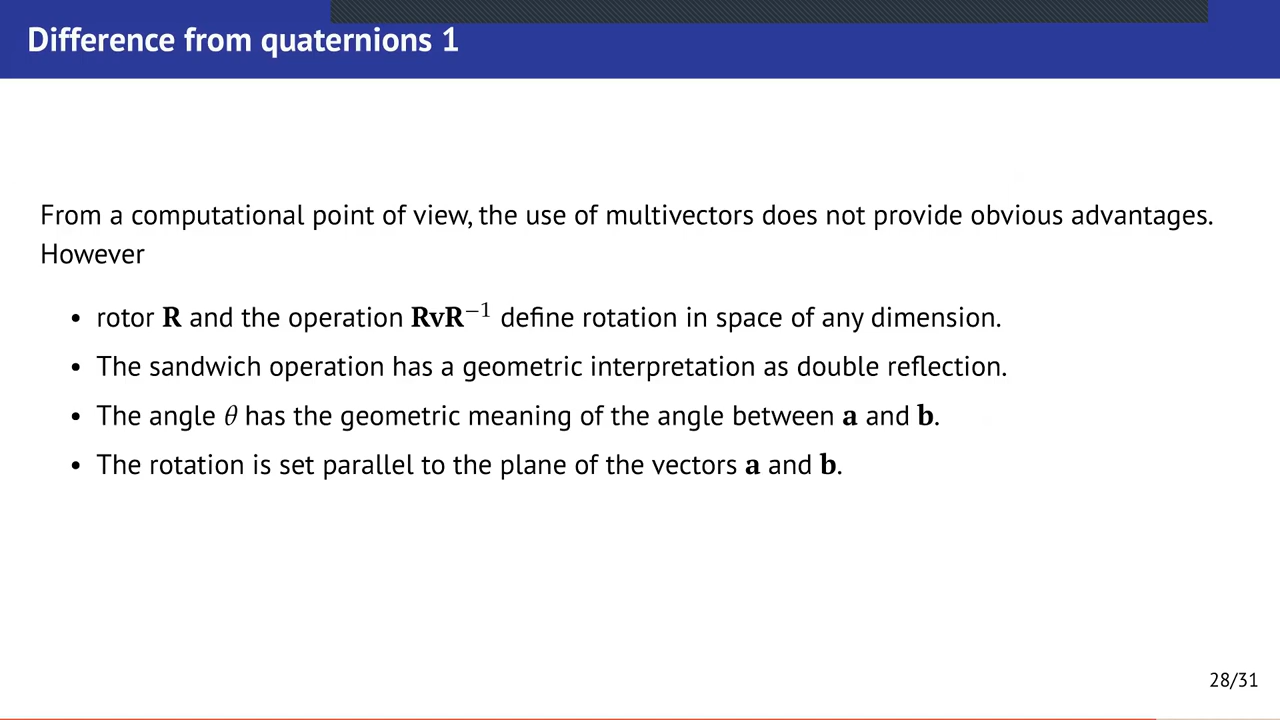 Difference from quaternions 1
From a computational point of view, the use of multivectors does not provide obvious advantages.
However
• rotor R and the operation RvR⁻¹ define rotation in space of any dimension.
• The sandwich operation has a geometric interpretation as double reflection.
• The angle θ has the geometric meaning of the angle between a and b.
• The rotation is set parallel to the plane of the vectors a and b.
28/31